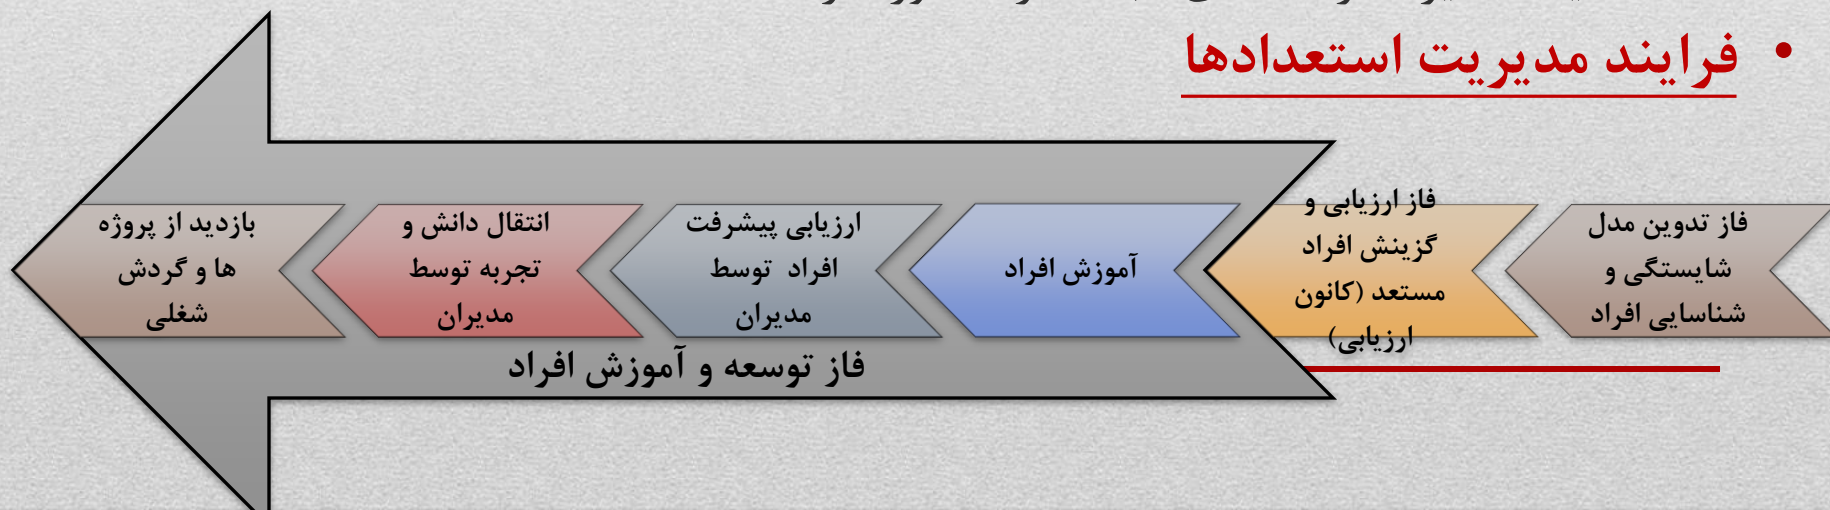 • فرایند مدیریت استعدادها
فاز تدوین مدل
شایستگی و
شناسایی افراد
فاز ارزیابی و
گزینش افراد
مستعد (کانون
ارزیابی)
آموزش افراد
ارزیابی پیشرفت
افراد توسط
مدیران
انتقال دانش و
تجربه توسط
مدیران
بازدید از پروژه
ها و گردش
شغلی
فاز توسعه و آموزش افراد